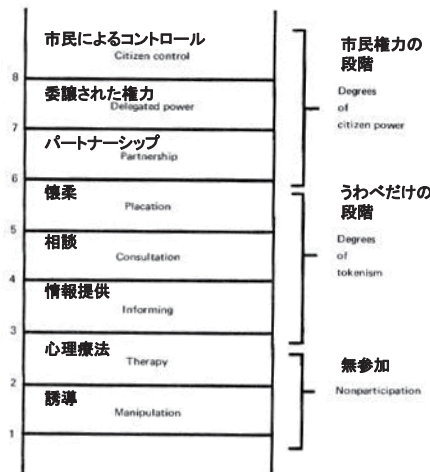 市民によるコントロール
Citizen control
8
委譲された権力
Delegated power
7
パートナーシップ
Partnership
6
懐柔
Placation
5
相談
Consultation
4
情報提供
Informing
3
心理療法
Therapy
2
誘導
Manipulation
1
市民権力の
段階
Degrees
of
citizen power
うわべだけの
段階
Degrees
of
tokenism
無参加
Nonparticipation